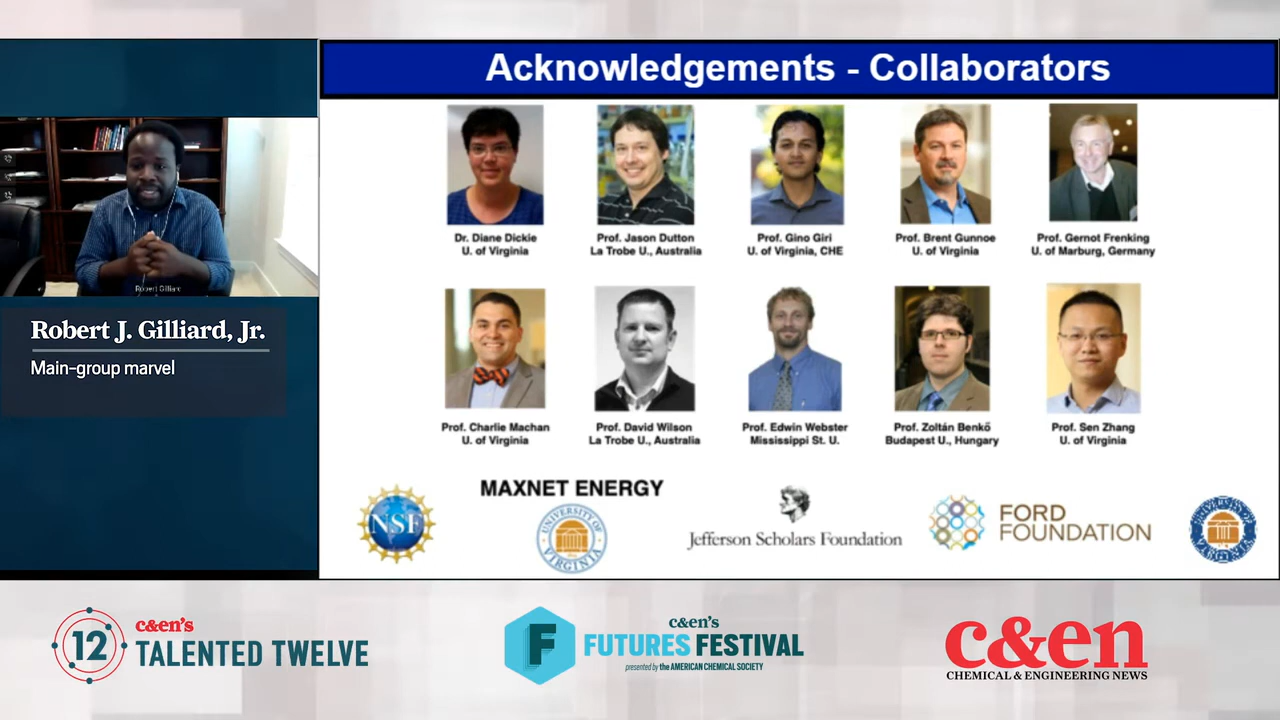 Acknowledgements - Collaborators
Robert Gilliard
Robert J. Gilliard, Jr.
Main-group marvel
Dr. Diane Dickie
U. of Virginia
Prof. Jason Dutton
La Trobe U., Australia
Prof. Gino Giri
U. of Virginia, CHE
Prof. Brent Gunnoe
U. of Virginia
Prof. Gernot Frenking
U. of Marburg, Germany
Prof. Charlie Machan
U. of Virginia
Prof. David Wilson
La Trobe U., Australia
Prof. Edwin Webster
Mississippi St. U.
Prof. Zoltán Benkő
Budapest U., Hungary
Prof. Sen Zhang
U. of Virginia
NSF
MAXNET ENERGY
UNIVERSITY OF
VIRGINIA
Jefferson Scholars Foundation
FORD
FOUNDATION
UNIVERSITY OF
VIRGINIA
12
c&en's
TALENTED TWELVE
F
c&en's
FUTURES FESTIVAL
presented by the AMERICAN CHEMICAL SOCIETY
c&en
CHEMICAL & ENGINEERING NEWS